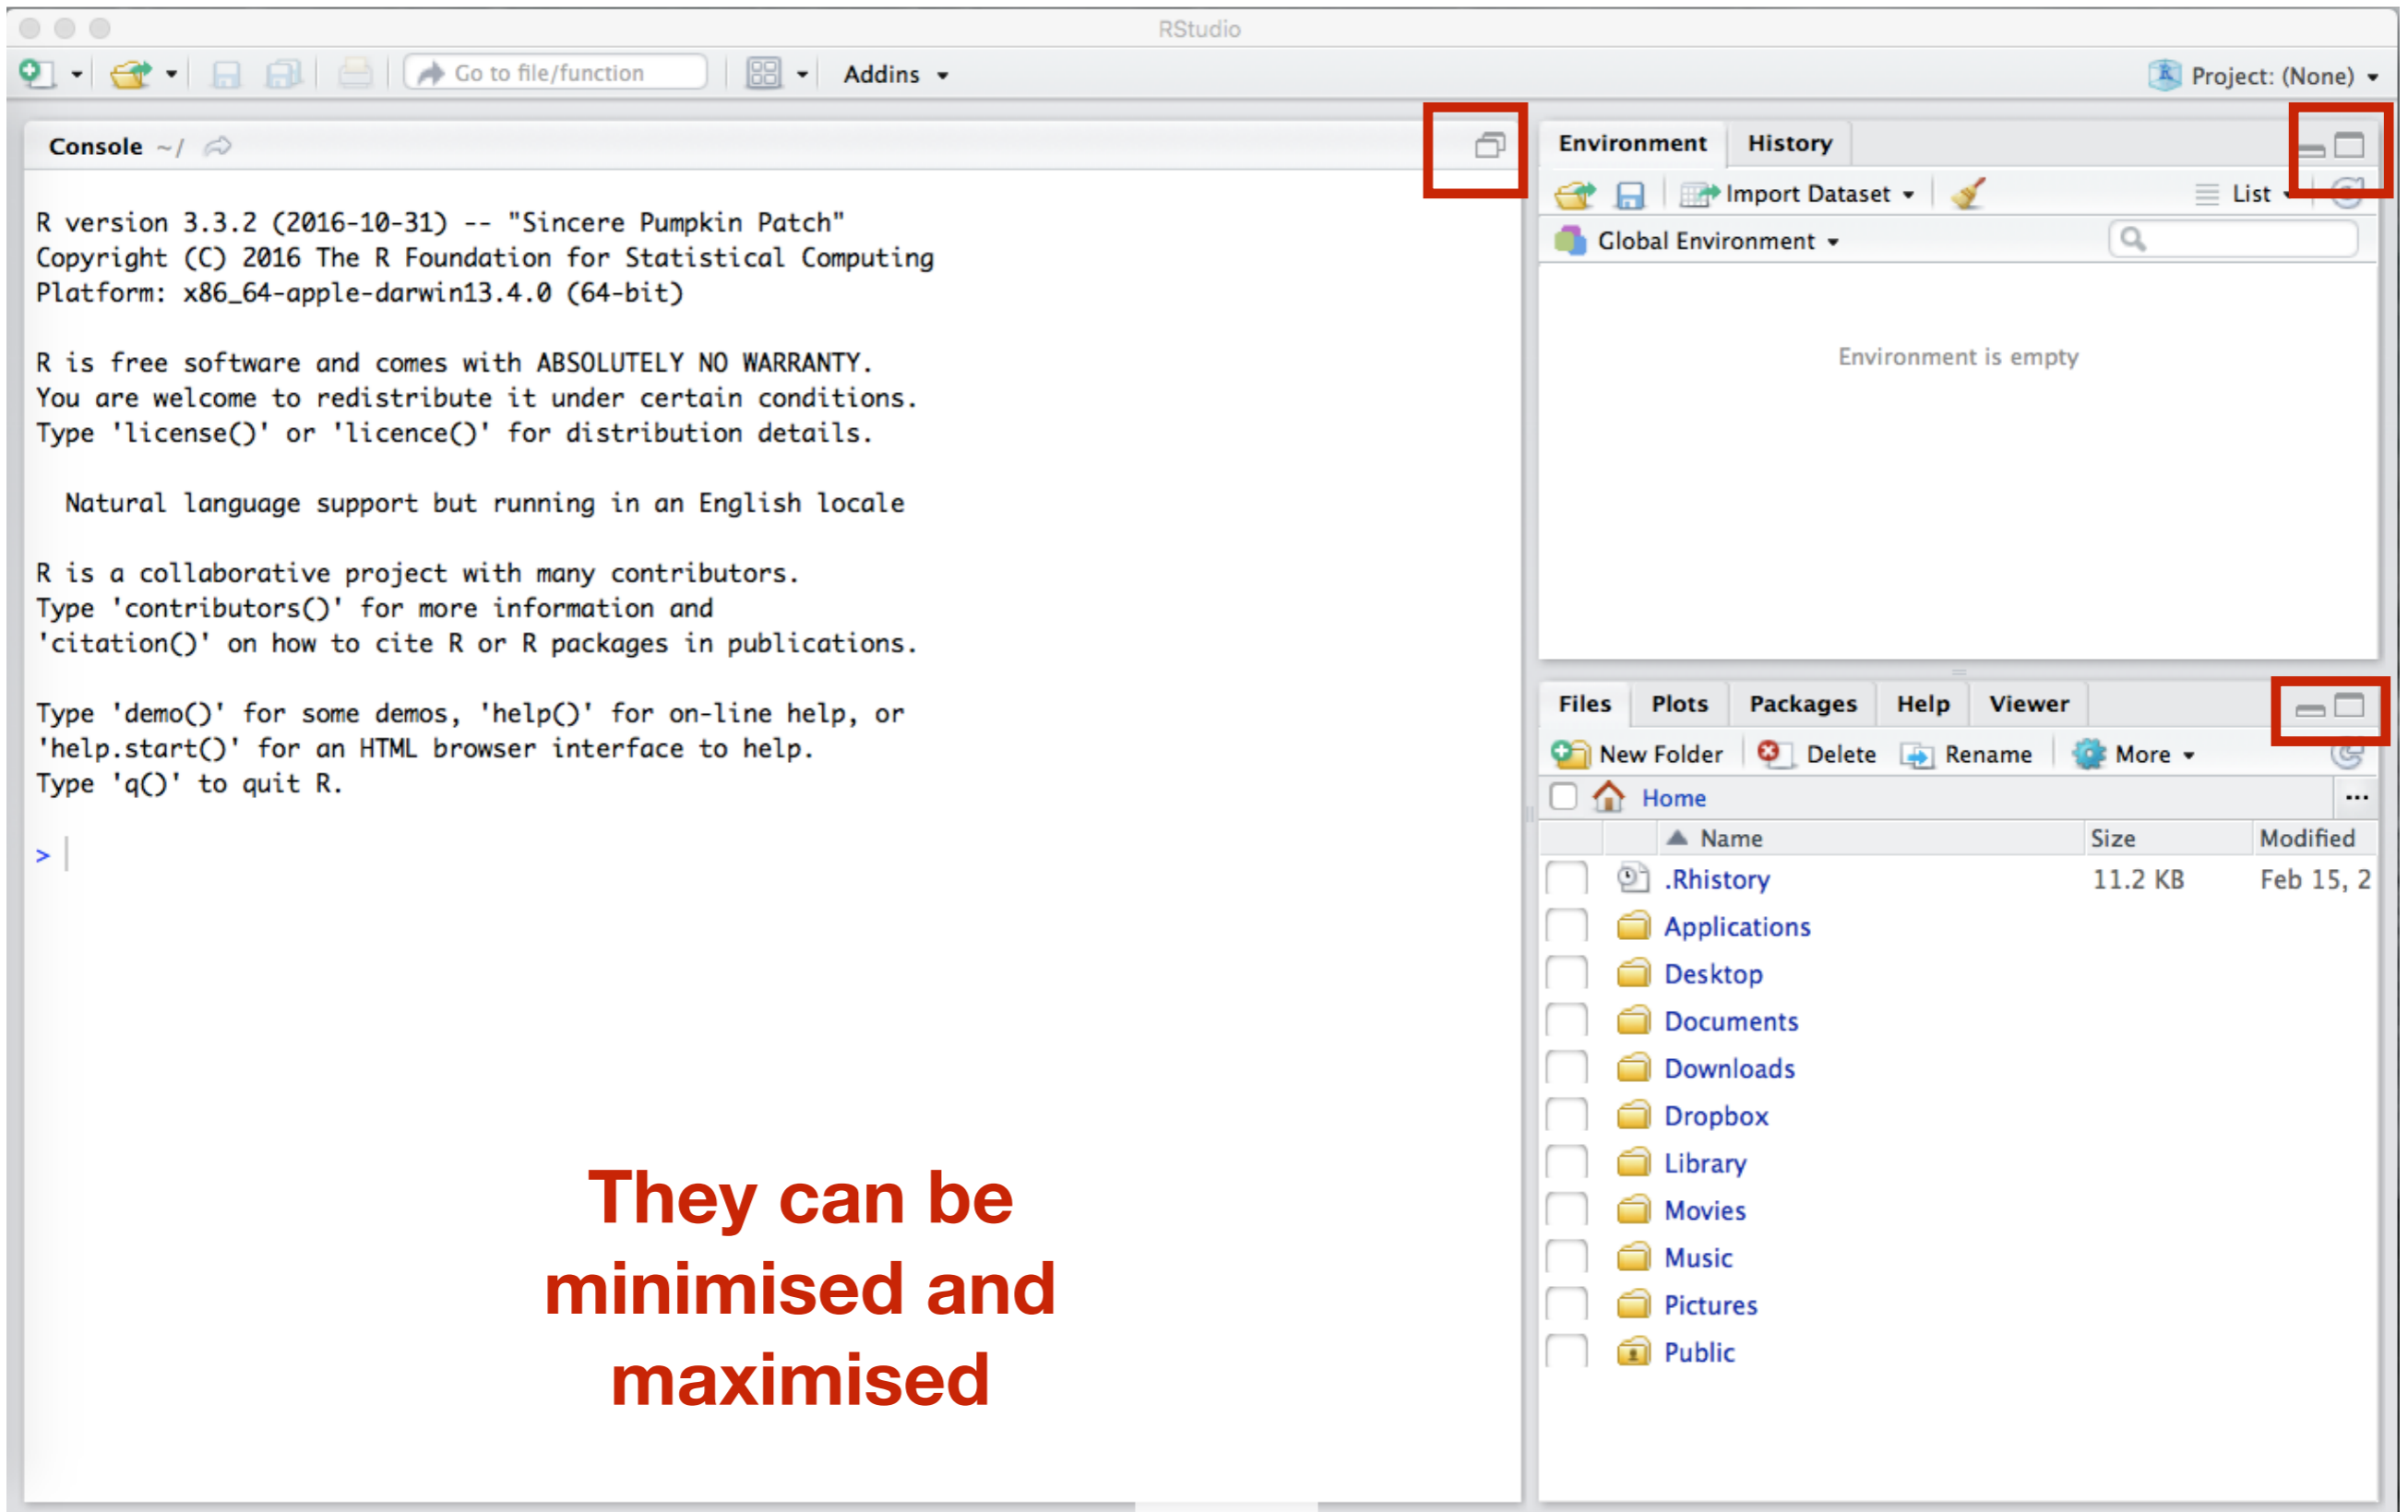 RStudio
Go to file/function
Addins
Project: (None)
Console ~/
R version 3.3.2 (2016-10-31) -- "Sincere Pumpkin Patch"
Copyright (C) 2016 The R Foundation for Statistical Computing
Platform: x86_64-apple-darwin13.4.0 (64-bit)
R is free software and comes with ABSOLUTELY NO WARRANTY.
You are welcome to redistribute it under certain conditions.
Type 'license()' or 'licence()' for distribution details.
Natural language support but running in an English locale
R is a collaborative project with many contributors.
Type 'contributors()' for more information and
'citation()' on how to cite R or R packages in publications.
Type 'demo()' for some demos, 'help()' for on-line help, or
'help.start()' for an HTML browser interface to help.
Type 'q()' to quit R.
>
They can be
minimised and
maximised
Environment History
Import Dataset List
Global Environment
Environment is empty
Files Plots Packages Help Viewer
New Folder Delete Rename More
Home ...
Name Size Modified
.Rhistory 11.2 KB Feb 15, 2
Applications
Desktop
Documents
Downloads
Dropbox
Library
Movies
Music
Pictures
Public